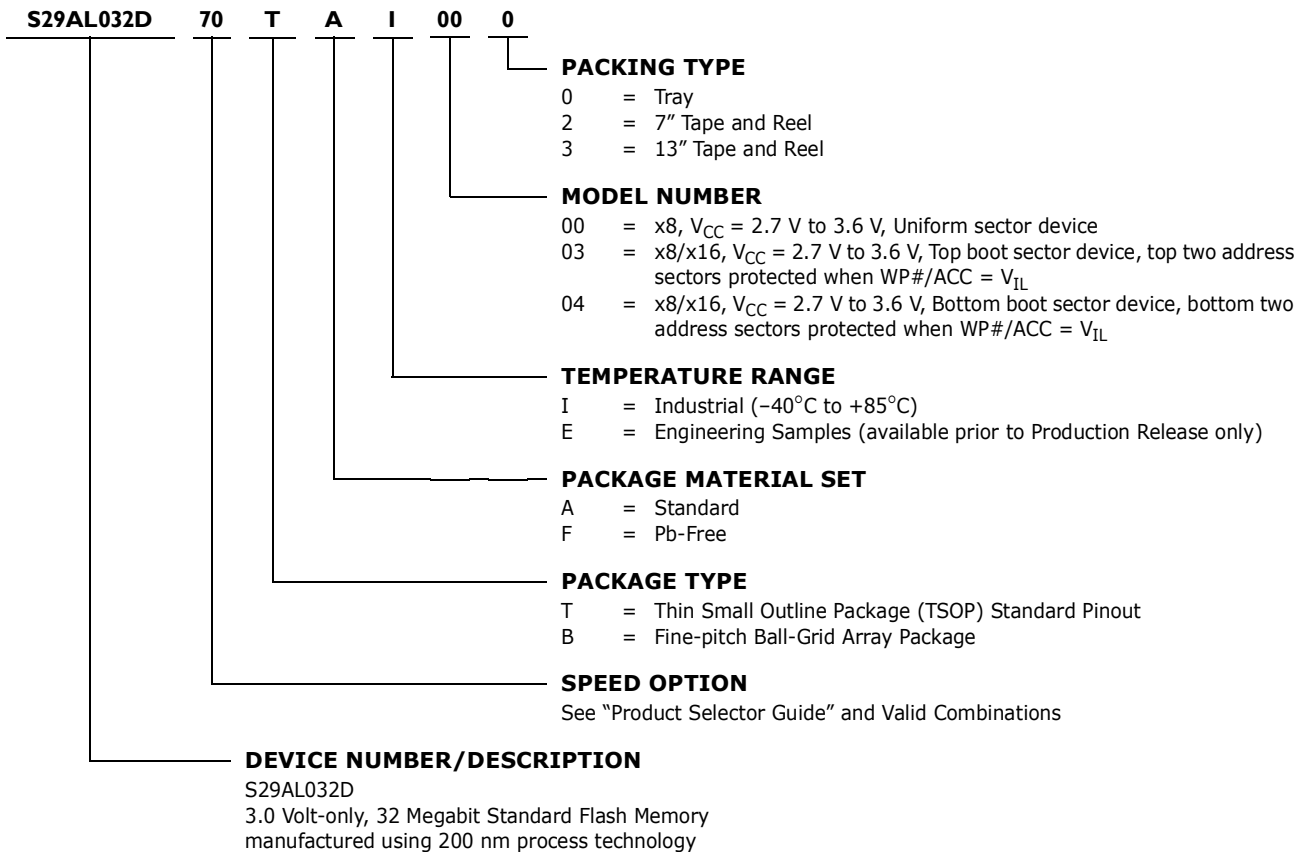 S29AL032D 70 T A I 00 0
PACKING TYPE
0 = Tray
2 = 7″ Tape and Reel
3 = 13″ Tape and Reel
MODEL NUMBER
00 = x8, VCC = 2.7 V to 3.6 V, Uniform sector device
03 = x8/x16, VCC = 2.7 V to 3.6 V, Top boot sector device, top two address
sectors protected when WP#/ACC = VIL
04 = x8/x16, VCC = 2.7 V to 3.6 V, Bottom boot sector device, bottom two
address sectors protected when WP#/ACC = VIL
TEMPERATURE RANGE
I = Industrial (–40°C to +85°C)
E = Engineering Samples (available prior to Production Release only)
PACKAGE MATERIAL SET
A = Standard
F = Pb-Free
PACKAGE TYPE
T = Thin Small Outline Package (TSOP) Standard Pinout
B = Fine-pitch Ball-Grid Array Package
SPEED OPTION
See “Product Selector Guide” and Valid Combinations
DEVICE NUMBER/DESCRIPTION
S29AL032D
3.0 Volt-only, 32 Megabit Standard Flash Memory
manufactured using 200 nm process technology